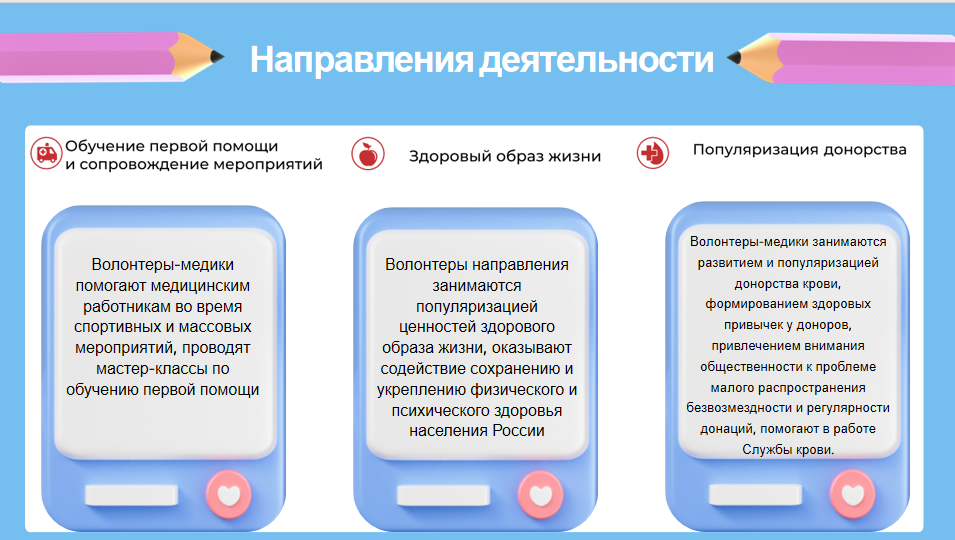 Направления деятельности
Обучение первой помощи
и сопровождение мероприятий
Здоровый образ жизни
Популяризация донорства
Волонтеры-медики
помогают медицинским
работникам во время
спортивных и массовых
мероприятий, проводят
мастер-классы по
обучению первой помощи
Волонтеры направления
занимаются
популяризацией
ценностей здорового
образа жизни, оказывают
содействие сохранению и
укреплению физического и
психического здоровья
населения России
Волонтеры-медики занимаются
развитием и популяризацией
донорства крови,
формированием здоровых
привычек у доноров,
привлечением внимания
общественности к проблеме
малого распространения
безвозмездности и регулярности
донаций, помогают в работе
Службы крови.